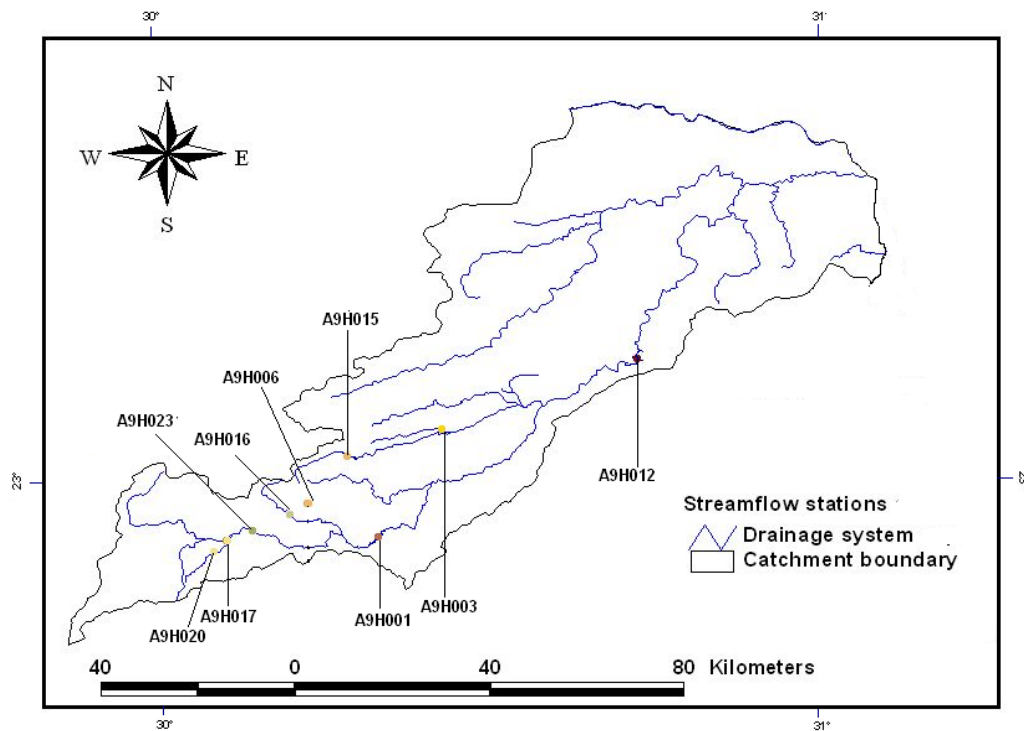 30°
31'
N
W
E
S
A9H015
A9H006
A9H023
A9H016
A9H012
23°
Streamflow stations
Drainage system
Catchment boundary
A9H003
A9H017
A9H001
A9H020
40 0 40 80 Kilometers
30°
31°